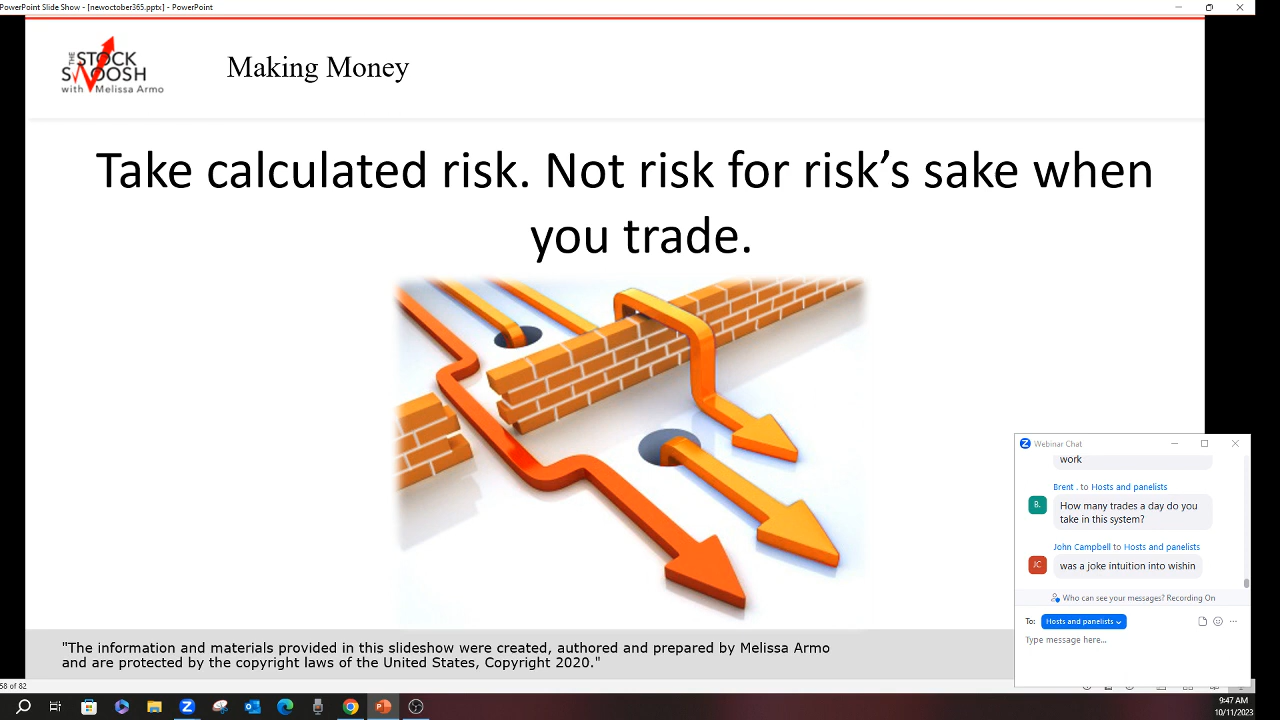 PowerPoint Slide Show - [newoctober365.pptx] - PowerPoint
THE STOCK
SWOOSH
with Melissa Armo
Making Money
Take calculated risk. Not risk for risk's sake when
you trade.
Webinar Chat
work
Brent . to Hosts and panelists
B.
How many trades a day do you
take in this system?
John Campbell to Hosts and panelists
JC
was a joke intuition into wishin
Who can see your messages? Recording On
To: Hosts and panelists
Type message here...
"The information and materials provided in this slideshow were created, authored and prepared by Melissa Armo
and are protected by the copyright laws of the United States, Copyright 2020."
58 of 82
9:47 AM
10/11/2023